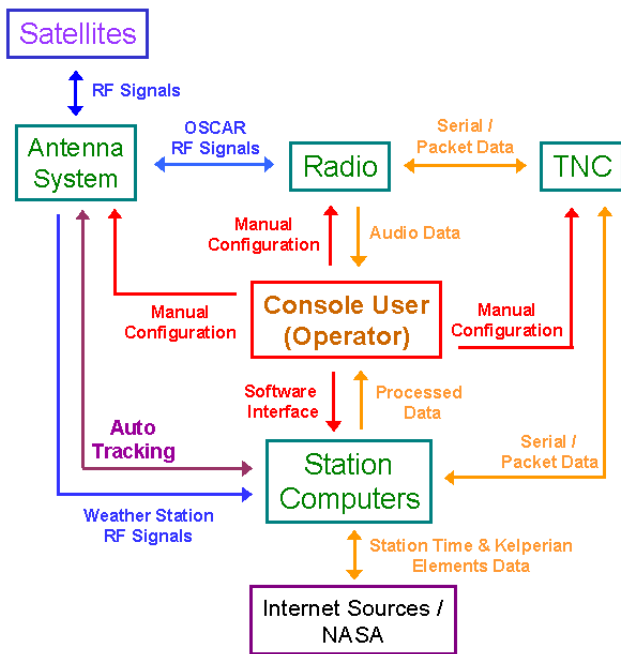 Satellites
RF Signals
OSCAR
RF Signals
Serial /
Packet Data
Antenna
System
Radio
TNC
Manual
Configuration
Audio Data
Manual
Configuration
Console User
(Operator)
Manual
Configuration
Software
Interface
Processed
Data
Auto
Tracking
Station
Computers
Serial /
Packet Data
Weather Station
RF Signals
Station Time & Kelperian
Elements Data
Internet Sources /
NASA